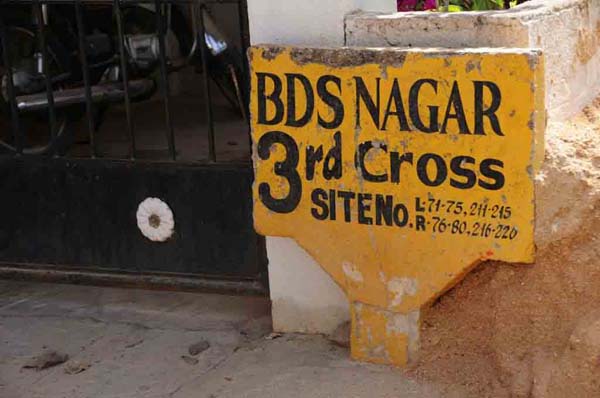 BDS NAGAR
3rd Cross
SITE No. L-71-75, 211-215
R-76-80, 216-220